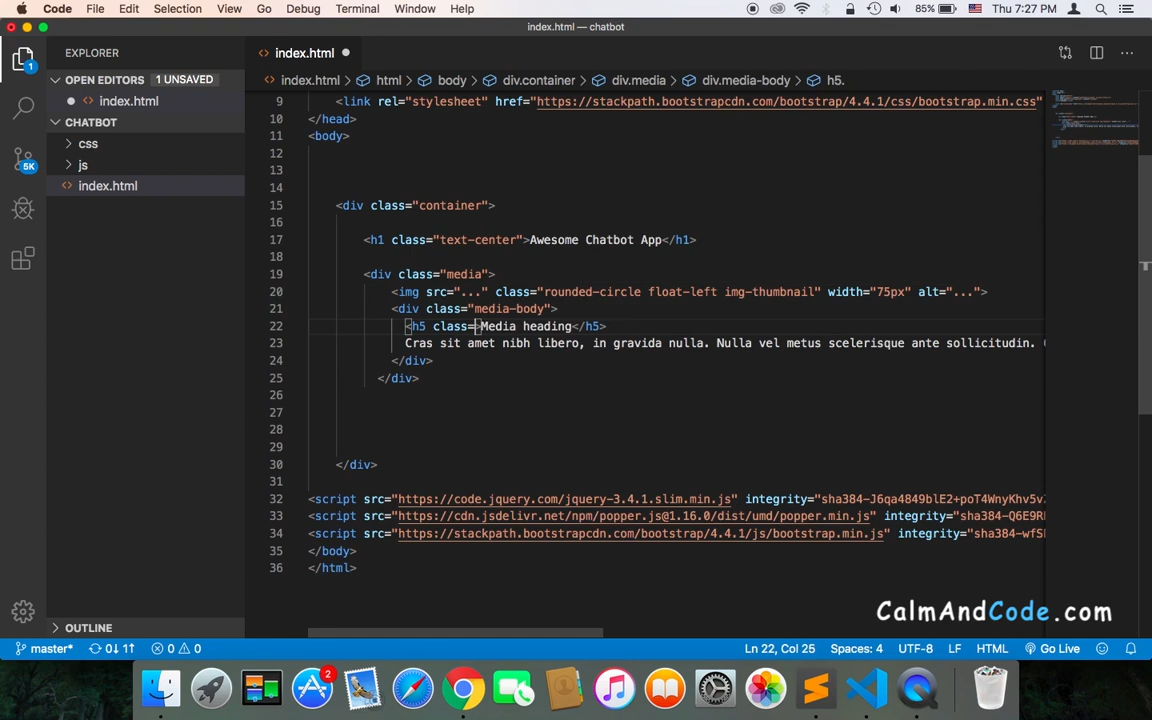 Code File Edit Selection View Go Debug Terminal Window Help 85% Thu 7:27 PM
index.html — chatbot
EXPLORER
index.html
OPEN EDITORS 1 UNSAVED
index.html
CHATBOT
css
js
index.html
1
5K
index.html > html > body > div.container > div.media > div.media-body > h5.
9 <link rel="stylesheet" href="https://stackpath.bootstrapcdn.com/bootstrap/4.4.1/css/bootstrap.min.css"
10 </head>
11 <body>
12
13
14
15 <div class="container">
16
17 <h1 class="text-center">Awesome Chatbot App</h1>
18
19 <div class="media">
20 <img src="..." class="rounded-circle float-left img-thumbnail" width="75px" alt="...">
21 <div class="media-body">
22 <h5 class=>Media heading</h5>
23 Cras sit amet nibh libero, in gravida nulla. Nulla vel metus scelerisque ante sollicitudin.
24 </div>
25 </div>
26
27
28
29
30 </div>
31
32 <script src="https://code.jquery.com/jquery-3.4.1.slim.min.js" integrity="sha384-J6qa4849blE2+poT4WnyKhv5v
33 <script src="https://cdn.jsdelivr.net/npm/popper.js@1.16.0/dist/umd/popper.min.js" integrity="sha384-Q6E9R
34 <script src="https://stackpath.bootstrapcdn.com/bootstrap/4.4.1/js/bootstrap.min.js" integrity="sha384-wfS
35 </body>
36 </html>
CalmAndCode.com
OUTLINE
master* 0↓ 1↑ 0 0 Ln 22, Col 25 Spaces: 4 UTF-8 LF HTML Go Live
2